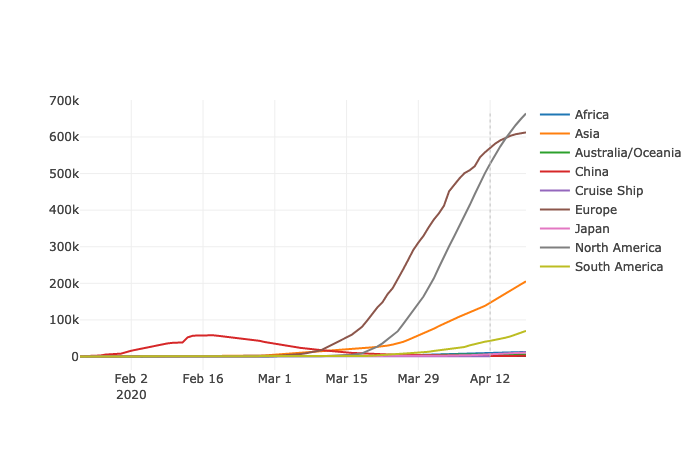 700k
600k
500k
400k
300k
200k
100k
0
Feb 2
2020
Feb 16
Mar 1
Mar 15
Mar 29
Apr 12
Africa
Asia
Australia/Oceania
China
Cruise Ship
Europe
Japan
North America
South America